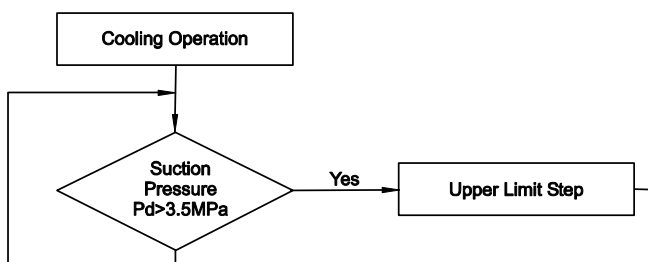 Cooling Operation
Suction
Pressure
Pd>3.5MPa
Yes
Upper Limit Step